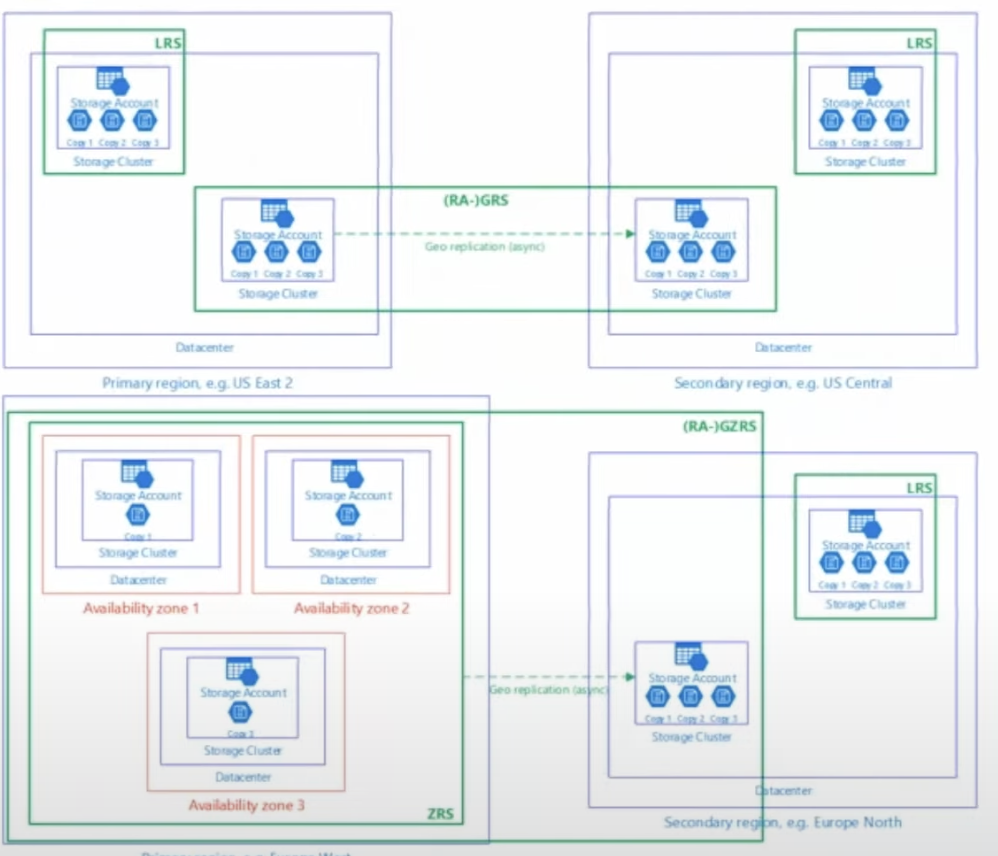 LRS
Storage Account
Copy 1 Copy 2 Copy 3
Storage Cluster
LRS
Storage Account
Copy 1 Copy 2 Copy 3
Storage Cluster
(RA-)GRS
Storage Account
Copy 1 Copy 2 Copy 3
Storage Cluster
Geo replication (async)
Storage Account
Copy 1 Copy 2 Copy 3
Storage Cluster
Datacenter
Datacenter
Primary region, e.g. US East 2
Secondary region, e.g. US Central
(RA-)GZRS
Storage Account
Copy 1
Storage Cluster
Datacenter
Availability zone 1
Storage Account
Copy 2
Storage Cluster
Datacenter
Availability zone 2
LRS
Storage Account
Copy 1 Copy 2 Copy 3
Storage Cluster
Storage Account
Copy 3
Storage Cluster
Datacenter
Availability zone 3
ZRS
Geo replication (async)
Storage Account
Copy 1 Copy 2 Copy 3
Storage Cluster
Datacenter
Secondary region, e.g. Europe North
Primary region, e.g. Europe West